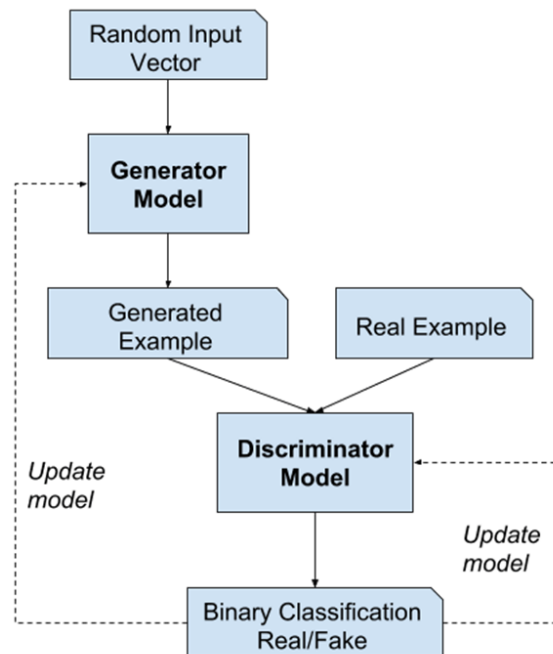 Random Input
Vector
Generator
Model
Generated
Example
Real Example
Discriminator
Model
Update
model
Update
model
Binary Classification
Real/Fake